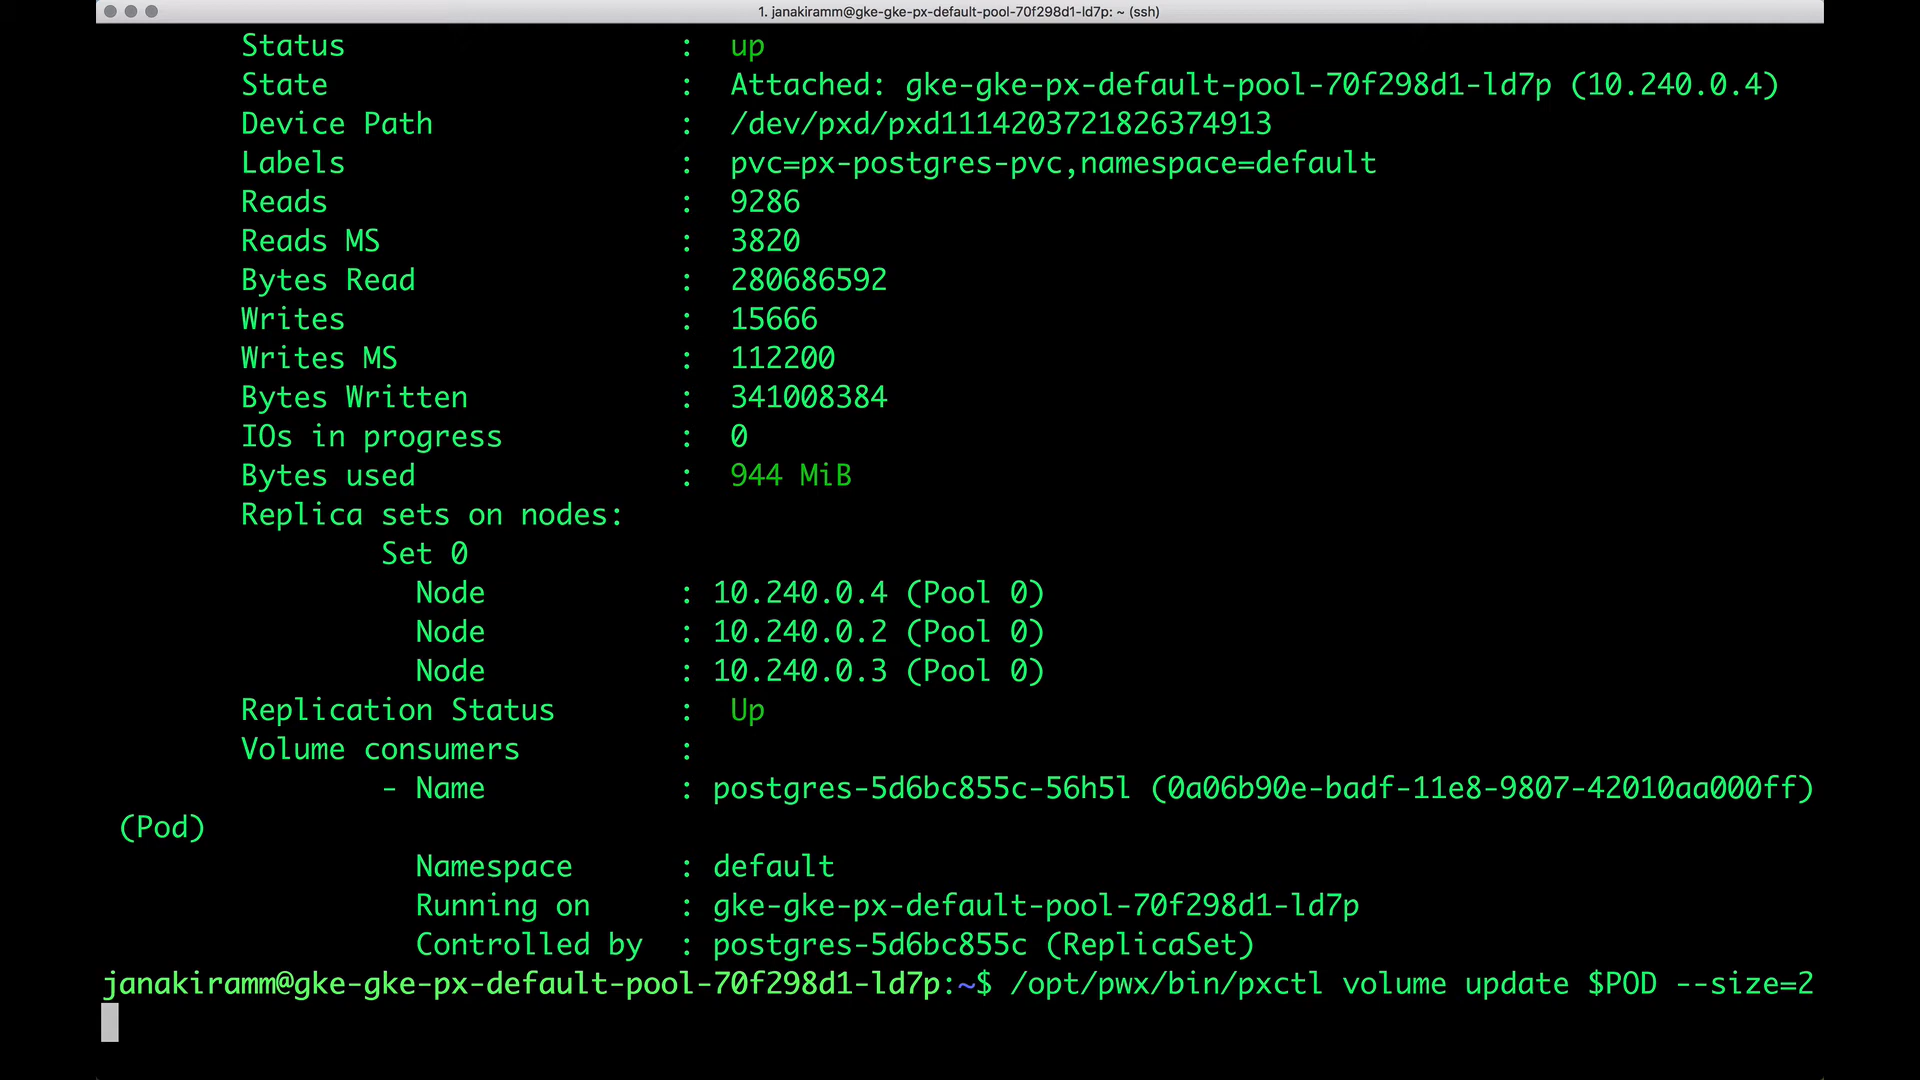 1. janakiramm@gke-gke-px-default-pool-70f298d1-ld7p: ~ (ssh)
Status : up
State : Attached: gke-gke-px-default-pool-70f298d1-ld7p (10.240.0.4)
Device Path : /dev/pxd/pxd1114203721826374913
Labels : pvc=px-postgres-pvc,namespace=default
Reads : 9286
Reads MS : 3820
Bytes Read : 280686592
Writes : 15666
Writes MS : 112200
Bytes Written : 341008384
IOs in progress : 0
Bytes used : 944 MiB
Replica sets on nodes:
Set 0
Node : 10.240.0.4 (Pool 0)
Node : 10.240.0.2 (Pool 0)
Node : 10.240.0.3 (Pool 0)
Replication Status : Up
Volume consumers :
- Name : postgres-5d6bc855c-56h5l (0a06b90e-badf-11e8-9807-42010aa000ff)
(Pod)
Namespace : default
Running on : gke-gke-px-default-pool-70f298d1-ld7p
Controlled by : postgres-5d6bc855c (ReplicaSet)
janakiramm@gke-gke-px-default-pool-70f298d1-ld7p:~$ /opt/pwx/bin/pxctl volume update $POD --size=2